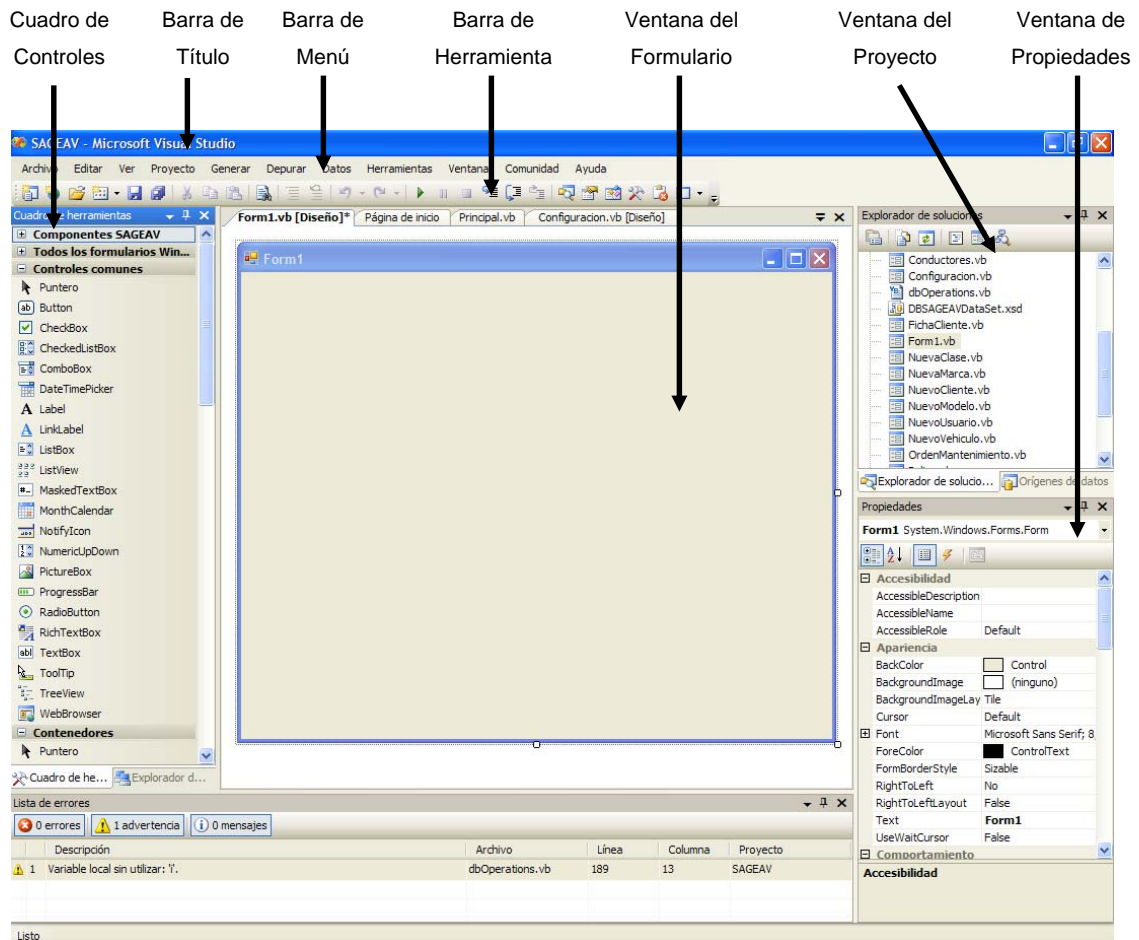 Cuadro de Controles
Barra de Título
Barra de Menú
Barra de Herramienta
Ventana del Formulario
Ventana del Proyecto
Ventana de Propiedades
SAGEAV - Microsoft Visual Studio
Archivo Editar Ver Proyecto Generar Depurar Datos Herramientas Ventana Comunidad Ayuda
Cuadro de herramientas
Componentes SAGEAV
Todos los formularios Win...
Controles comunes
Puntero
Button
CheckBox
CheckedListBox
ComboBox
DateTimePicker
Label
LinkLabel
ListBox
ListView
MaskedTextBox
MonthCalendar
NotifyIcon
NumericUpDown
PictureBox
ProgressBar
RadioButton
RichTextBox
TextBox
ToolTip
TreeView
WebBrowser
Contenedores
Puntero
Cuadro de he... Explorador d...
Form1.vb [Diseño]* Página de inicio Principal.vb Configuracion.vb [Diseño]
Form1
Explorador de soluciones
Conductores.vb
Configuracion.vb
dbOperations.vb
DBSAGEAVDataSet.xsd
FichaCliente.vb
Form1.vb
NuevaClase.vb
NuevaMarca.vb
NuevoCliente.vb
NuevoModelo.vb
NuevoUsuario.vb
NuevoVehiculo.vb
OrdenMantenimiento.vb
Explorador de solucio... Orígenes de datos
Propiedades
Form1 System.Windows.Forms.Form
Accesibilidad
AccessibleDescription
AccessibleName
AccessibleRole Default
Apariencia
BackColor Control
BackgroundImage (ninguno)
BackgroundImageLay Tile
Cursor Default
Font Microsoft Sans Serif; 8
ForeColor ControlText
FormBorderStyle Sizable
RightToLeft No
RightToLeftLayout False
Text Form1
UseWaitCursor False
Comportamiento
Accesibilidad
Lista de errores
0 errores 1 advertencia 0 mensajes
Descripción Archivo Línea Columna Proyecto
1 Variable local sin utilizar: 'i'. dbOperations.vb 189 13 SAGEAV
Listo